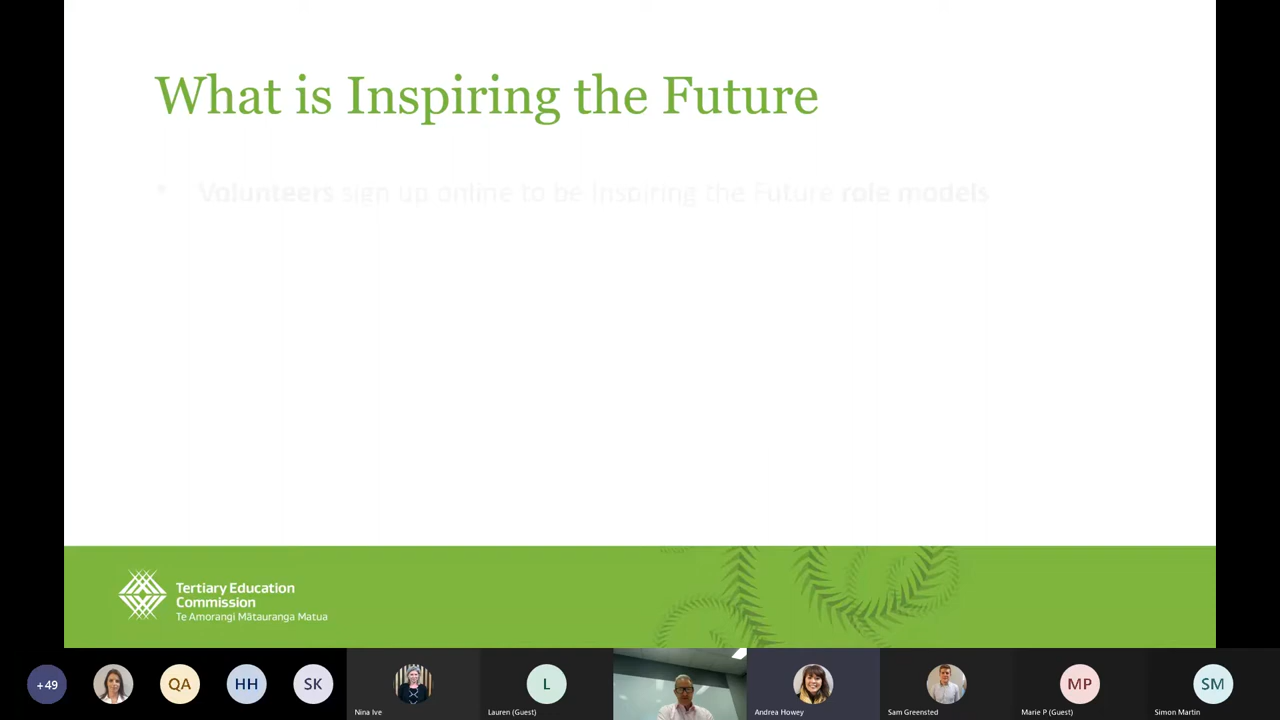 What is Inspiring the Future
• Volunteers sign up online to be Inspiring the Future role models
Tertiary Education
Commission
Te Amorangi Mātauranga Matua
+49
QA
HH
SK
L
MP
SM
Nina Ive
Lauren (Guest)
Andrea Howey
Sam Greensted
Marie P (Guest)
Simon Martin